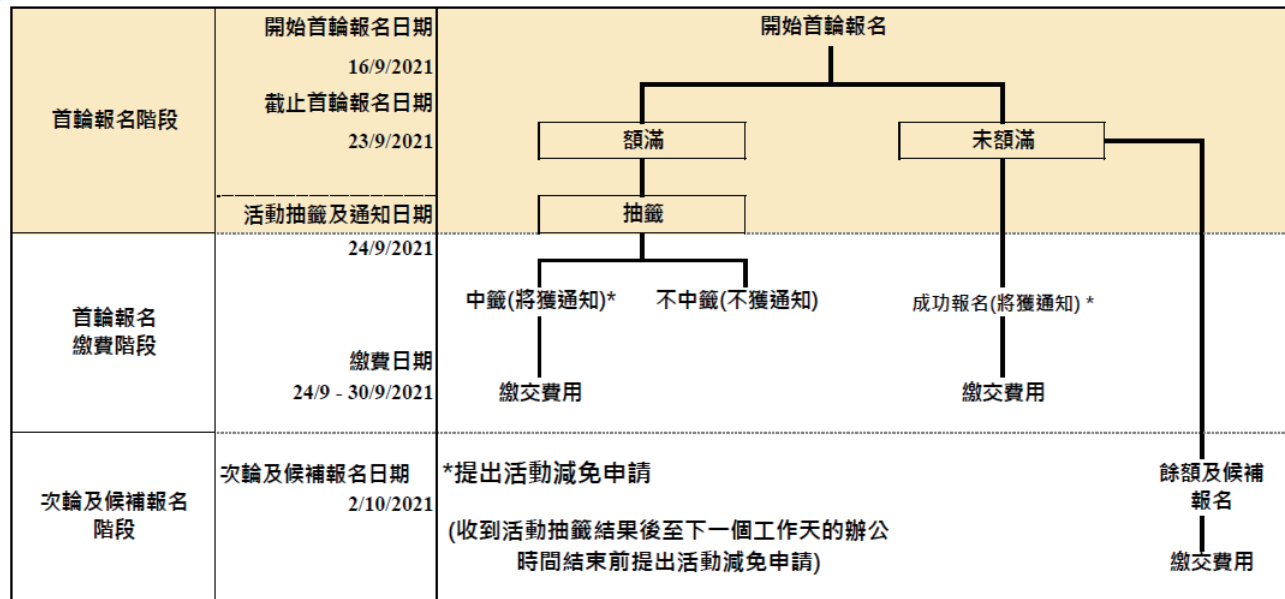 首輪報名階段
開始首輪報名日期
16/9/2021
截止首輪報名日期
23/9/2021
活動抽籤及通知日期
24/9/2021
開始首輪報名
額滿
未額滿
抽籤
首輪報名
繳費階段
繳費日期
24/9 - 30/9/2021
中籤(將獲通知)*
不中籤(不獲通知)
成功報名(將獲通知) *
繳交費用
繳交費用
次輪及候補報名
階段
次輪及候補報名日期
2/10/2021
*提出活動減免申請
(收到活動抽籤結果後至下一個工作天的辦公
時間結束前提出活動減免申請)
餘額及候補
報名
繳交費用